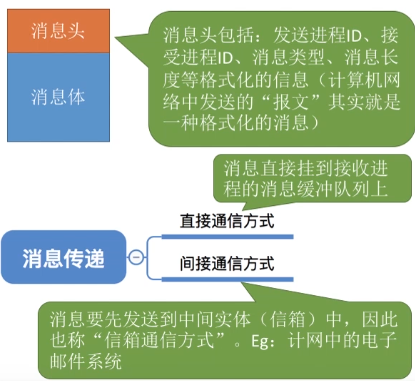 消息头
消息体
消息头包括：发送进程ID、接
受进程ID、消息类型、消息长
度等格式化的信息（计算机网
络中发送的“报文”其实就是
一种格式化的消息）
消息直接挂到接收进
程的消息缓冲队列上
消息传递
直接通信方式
间接通信方式
消息要先发送到中间实体（信箱）中，因此
也称“信箱通信方式”。Eg：计网中的电子
邮件系统